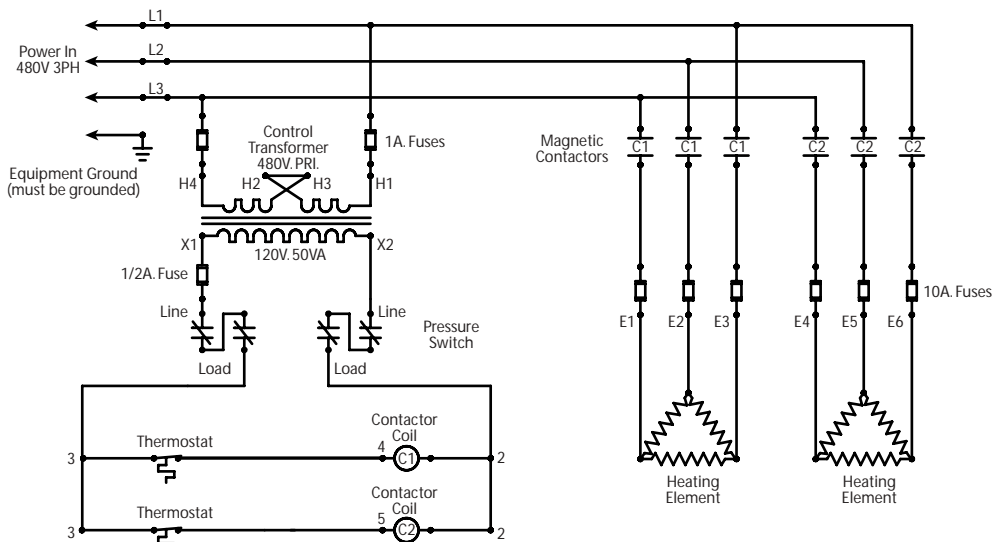 L1
Power In
480V 3PH
L2
L3
Equipment Ground
(must be grounded)
Control
Transformer
480V. PRI.
1A. Fuses
H4
H2
H3
H1
X1
X2
120V. 50VA
1/2A. Fuse
Line
Line
Pressure
Switch
Load
Load
Magnetic
Contactors
C1
C1
C1
C2
C2
C2
10A. Fuses
E1
E2
E3
E4
E5
E6
Heating
Element
Heating
Element
3
Thermostat
4
Contactor
Coil
C1
2
3
Thermostat
5
Contactor
Coil
C2
2